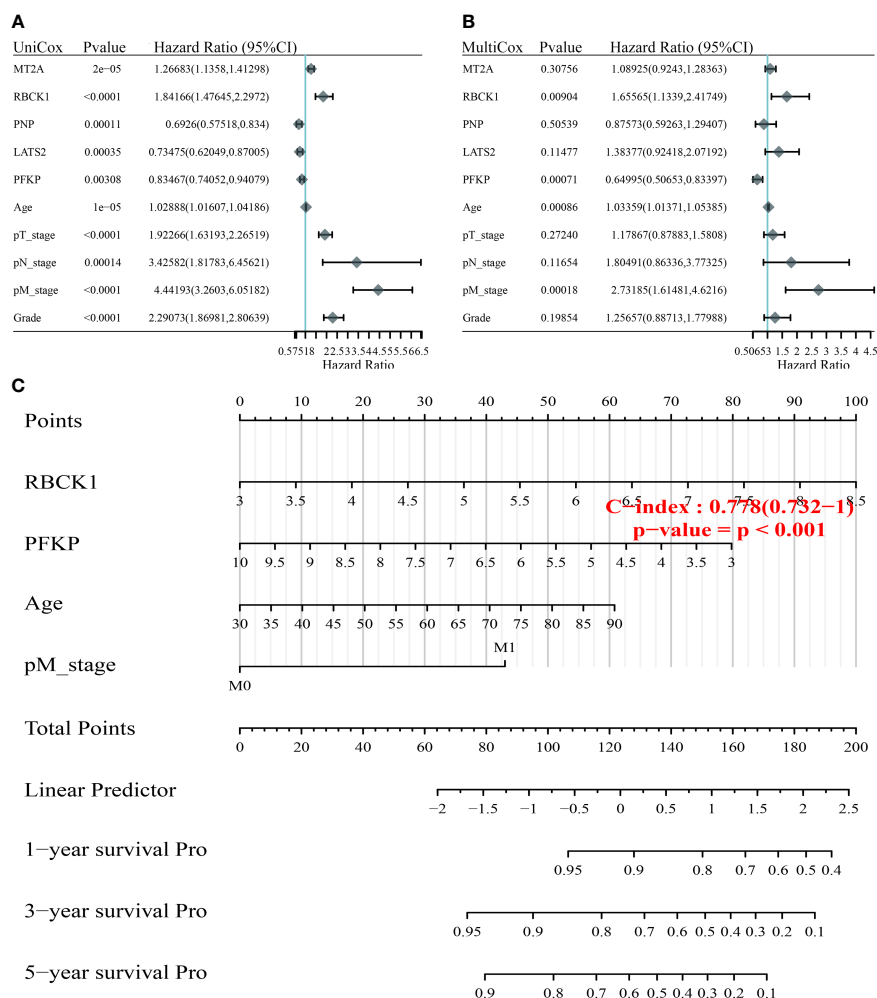 A
UniCox Pvalue Hazard Ratio (95%CI)
MT2A 2e−05 1.26683(1.1358,1.41298)
RBCK1 <0.0001 1.84166(1.47645,2.2972)
PNP 0.00011 0.6926(0.57518,0.834)
LATS2 0.00035 0.73475(0.62049,0.87005)
PFKP 0.00308 0.83467(0.74052,0.94079)
Age 1e−05 1.02888(1.01607,1.04186)
pT_stage <0.0001 1.92266(1.63193,2.26519)
pN_stage 0.00014 3.42582(1.81783,6.45621)
pM_stage <0.0001 4.44193(3.2603,6.05182)
Grade <0.0001 2.29073(1.86981,2.80639)
0.57518 22.53.54.55.66.5
Hazard Ratio
B
MultiCox Pvalue Hazard Ratio (95%CI)
MT2A 0.30756 1.08925(0.9243,1.28363)
RBCK1 0.00904 1.65565(1.1339,2.41749)
PNP 0.50539 0.87573(0.59263,1.29407)
LATS2 0.11477 1.38377(0.92418,2.07192)
PFKP 0.00071 0.64995(0.50653,0.83397)
Age 0.00086 1.03359(1.01371,1.05385)
pT_stage 0.27240 1.17867(0.87883,1.5808)
pN_stage 0.11654 1.80491(0.86336,3.77325)
pM_stage 0.00018 2.73185(1.61481,4.6216)
Grade 0.19854 1.25657(0.88713,1.77988)
0.50653 1.5 2 2.5 3 3.5 4 4.5
Hazard Ratio
C
Points 0 10 20 30 40 50 60 70 80 90 100
RBCK1 3 3.5 4 4.5 5 5.5 6 6.5 7 7.5 8 8.5
C−index : 0.778(0.732−1)
p−value = p < 0.001
PFKP 10 9.5 9 8.5 8 7.5 7 6.5 6 5.5 5 4.5 4 3.5 3
Age 30 35 40 45 50 55 60 65 70 75 80 85 90
pM_stage M0 M1
Total Points 0 20 40 60 80 100 120 140 160 180 200
Linear Predictor −2 −1.5 −1 −0.5 0 0.5 1 1.5 2 2.5
1−year survival Pro 0.95 0.9 0.8 0.7 0.6 0.5 0.4
3−year survival Pro 0.95 0.9 0.8 0.7 0.6 0.5 0.4 0.3 0.2 0.1
5−year survival Pro 0.9 0.8 0.7 0.6 0.5 0.4 0.3 0.2 0.1